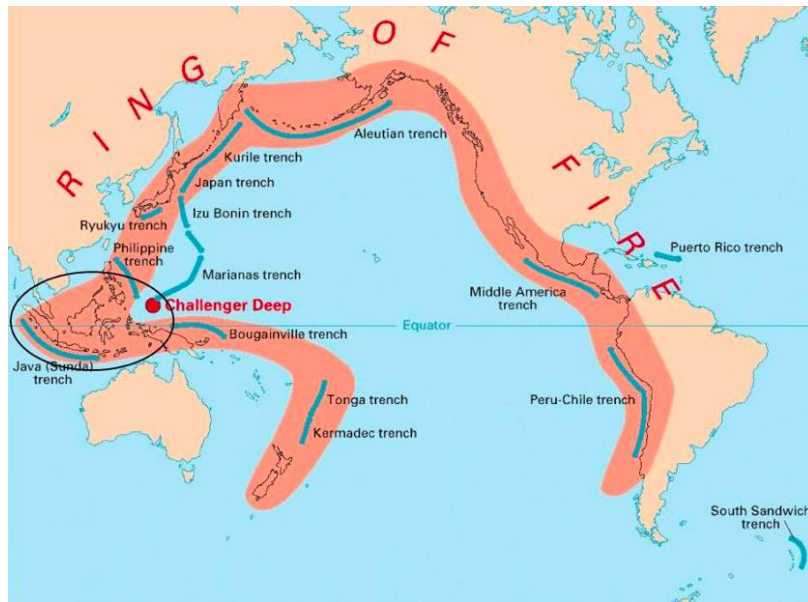 RING OF FIRE
Kurile trench
Aleutian trench
Japan trench
Ryukyu trench
Izu Bonin trench
Philippine
trench
Marianas trench
Puerto Rico trench
Challenger Deep
Middle America
trench
Bougainville trench
Equator
Java (Sunda)
trench
Tonga trench
Peru-Chile trench
Kermadec trench
South Sandwich
trench